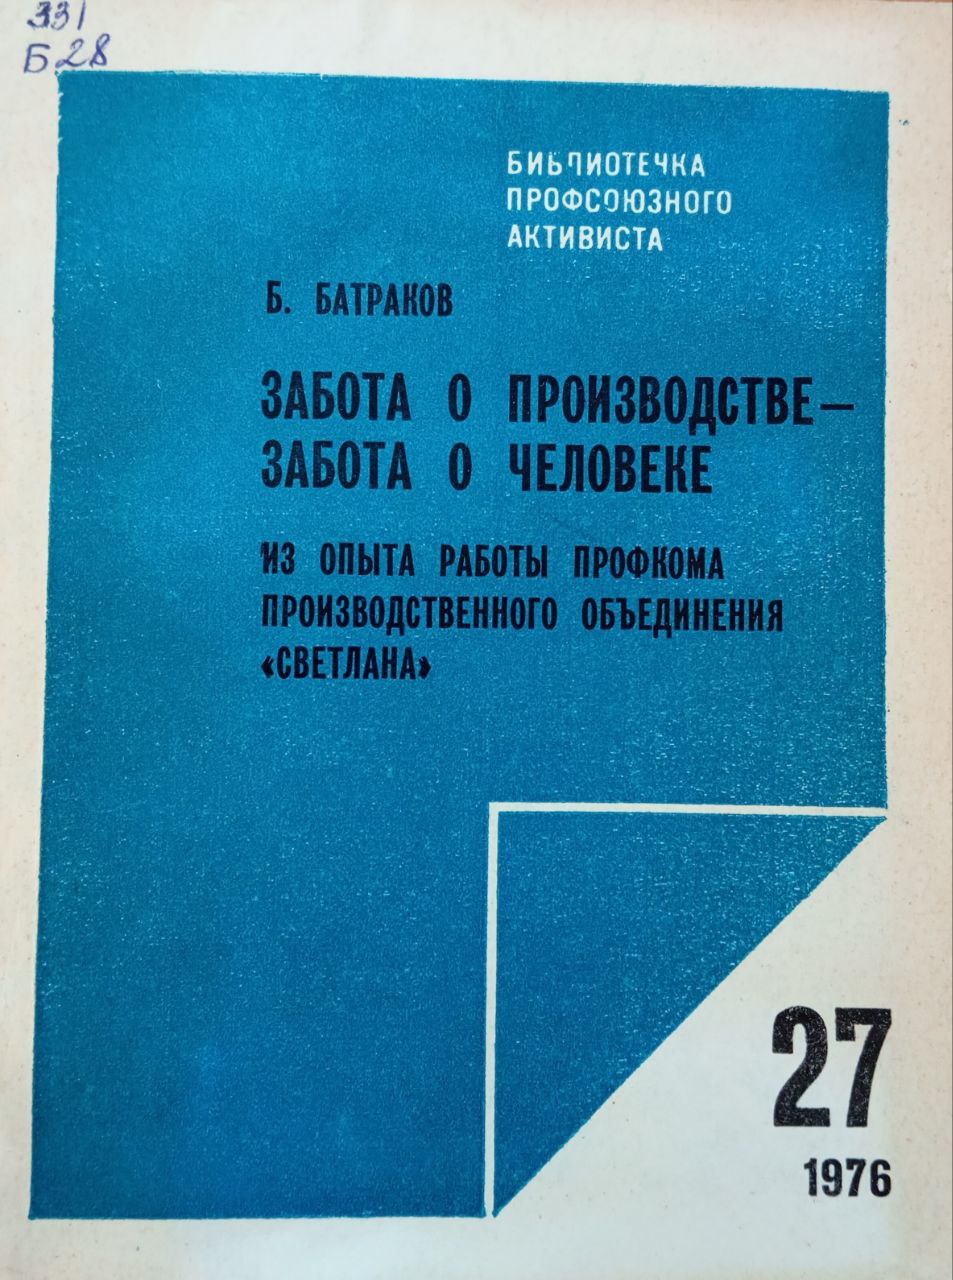 331
Б28
БИБЛИОТЕЧКА
ПРОФСОЮЗНОГО
АКТИВИСТА
Б. БАТРАКОВ
ЗАБОТА О ПРОИЗВОДСТВЕ —
ЗАБОТА О ЧЕЛОВЕКЕ
ИЗ ОПЫТА РАБОТЫ ПРОФКОМА
ПРОИЗВОДСТВЕННОГО ОБЪЕДИНЕНИЯ
«СВЕТЛАНА»
27
1976